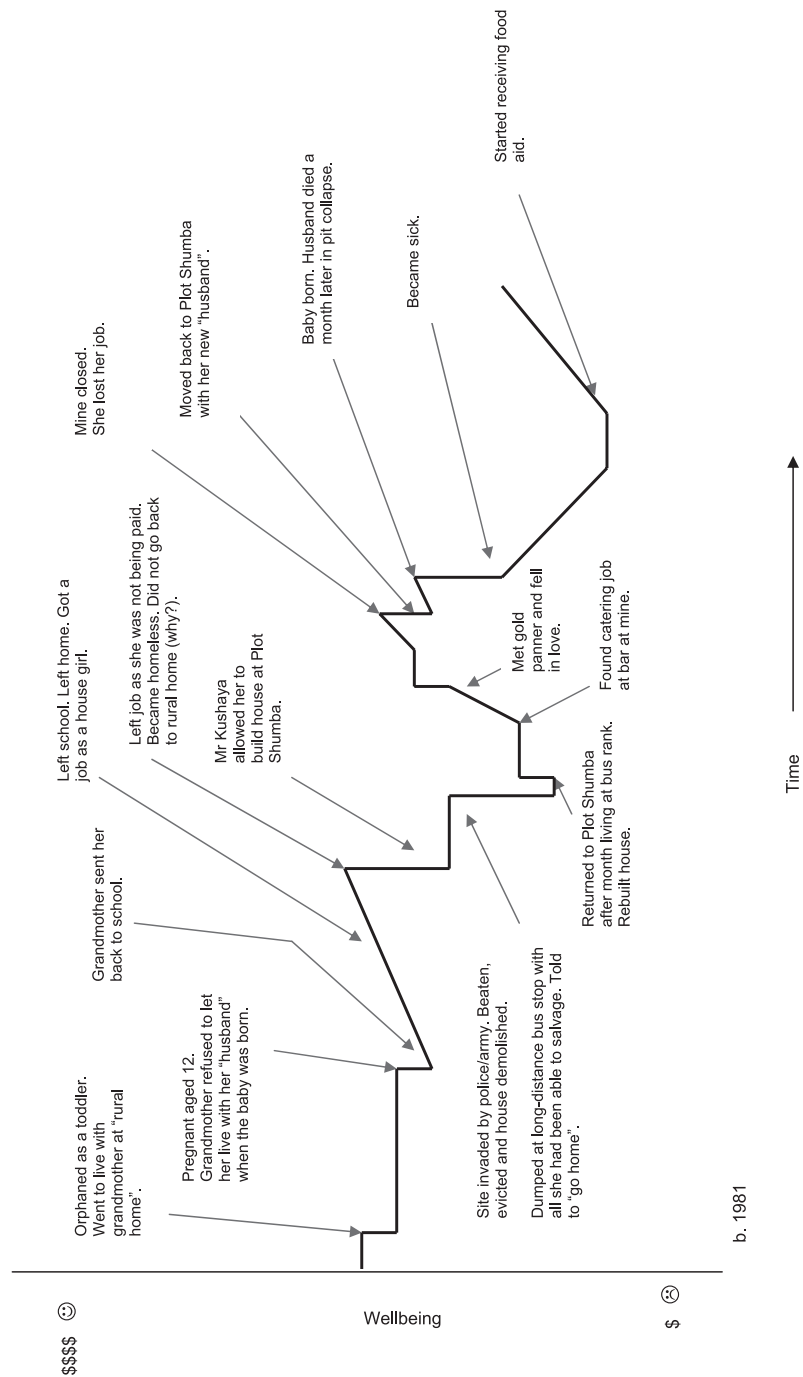 $$$$ ☺
Wellbeing
$ ☹
b. 1981
Time
Orphaned as a toddler.
Went to live with
grandmother at “rural
home”.
Pregnant aged 12.
Grandmother refused to let
her live with her “husband”
when the baby was born.
Grandmother sent her
back to school.
Left school. Left home. Got a
job as a house girl.
Left job as she was not being paid.
Became homeless. Did not go back
to rural home (why?).
Mr Kushaya
allowed her to
build house at Plot
Shumba.
Site invaded by police/army. Beaten,
evicted and house demolished.
Dumped at long-distance bus stop with
all she had been able to salvage. Told
to “go home”.
Returned to Plot Shumba
after month living at bus rank.
Rebuilt house.
Found catering job
at bar at mine.
Met gold
panner and fell
in love.
Mine closed.
She lost her job.
Moved back to Plot Shumba
with her new “husband”.
Baby born. Husband died a
month later in pit collapse.
Became sick.
Started receiving food
aid.